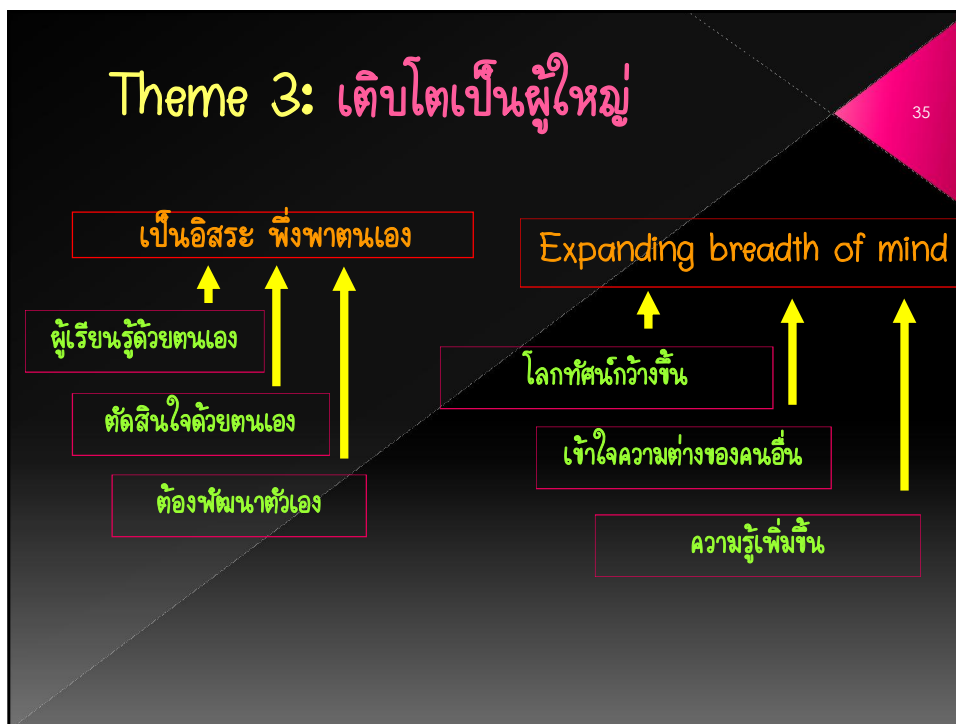 Theme 3: เติบโตเป็นผู้ใหญ่
35
เป็นอิสระ พึ่งพาตนเอง
ผู้เรียนรู้ด้วยตนเอง
ตัดสินใจด้วยตนเอง
ต้องพัฒนาตัวเอง
Expanding breadth of mind
โลกทัศน์กว้างขึ้น
เข้าใจความต่างของคนอื่น
ความรู้เพิ่มขึ้น